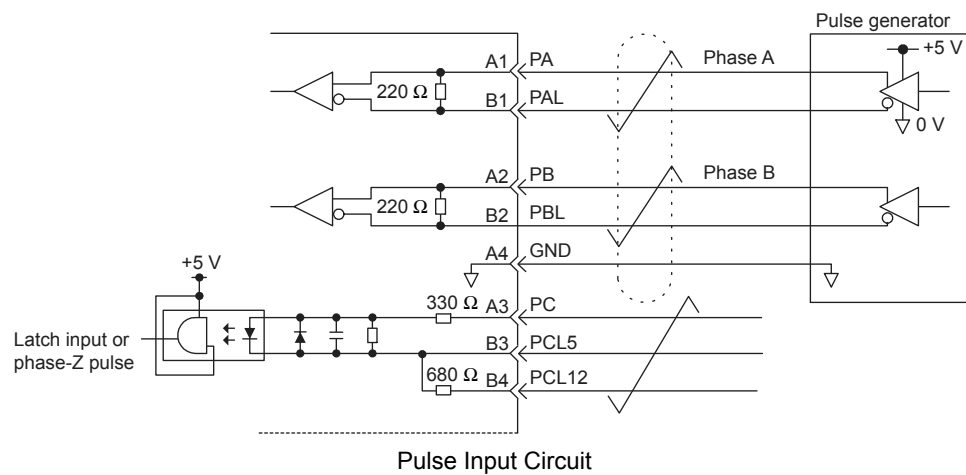 Pulse generator
+5 V
A1 PA Phase A
220 Ω
B1 PAL
0 V
A2 PB Phase B
220 Ω
B2 PBL
A4 GND
+5 V
330 Ω A3 PC
Latch input or
phase-Z pulse
B3 PCL5
680 Ω B4 PCL12
Pulse Input Circuit